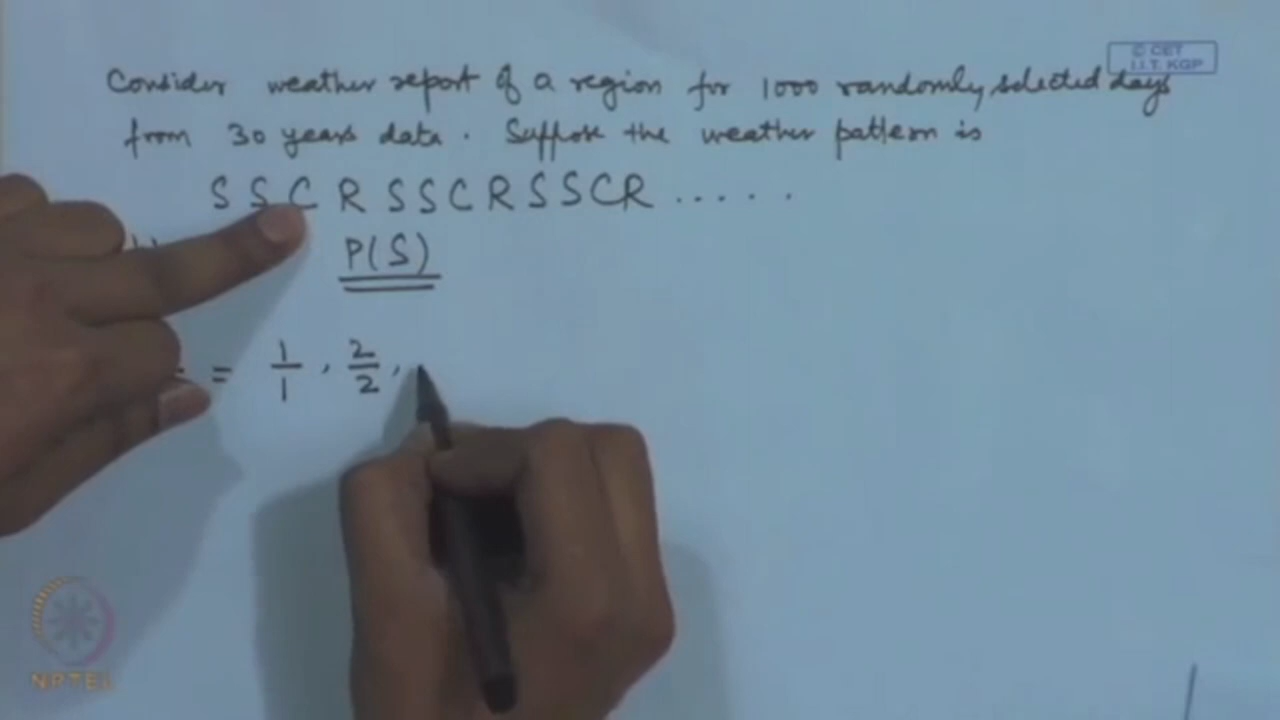 © CET
I.I.T. KGP
Consider weather report of a region for 1000 randomly selected days
from 30 years data. Suppose the weather pattern is
S S C R S S C R S S C R .....
P(S)
= 1/1, 2/2,
NPTEL